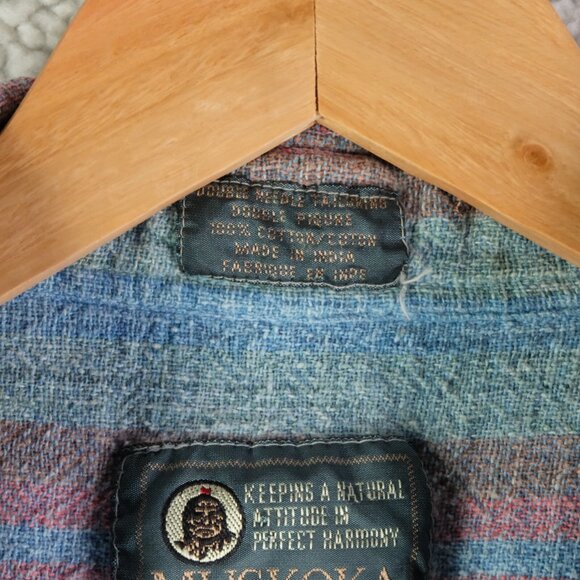 DOUBLE NEEDLE TAILORING
DOUBLE PIQURE
100% COTTON/COTON
MADE IN INDIA
FABRIQUE EN INDE
KEEPING A NATURAL
ATTITUDE IN
PERFECT HARMONY
MUSKOKA